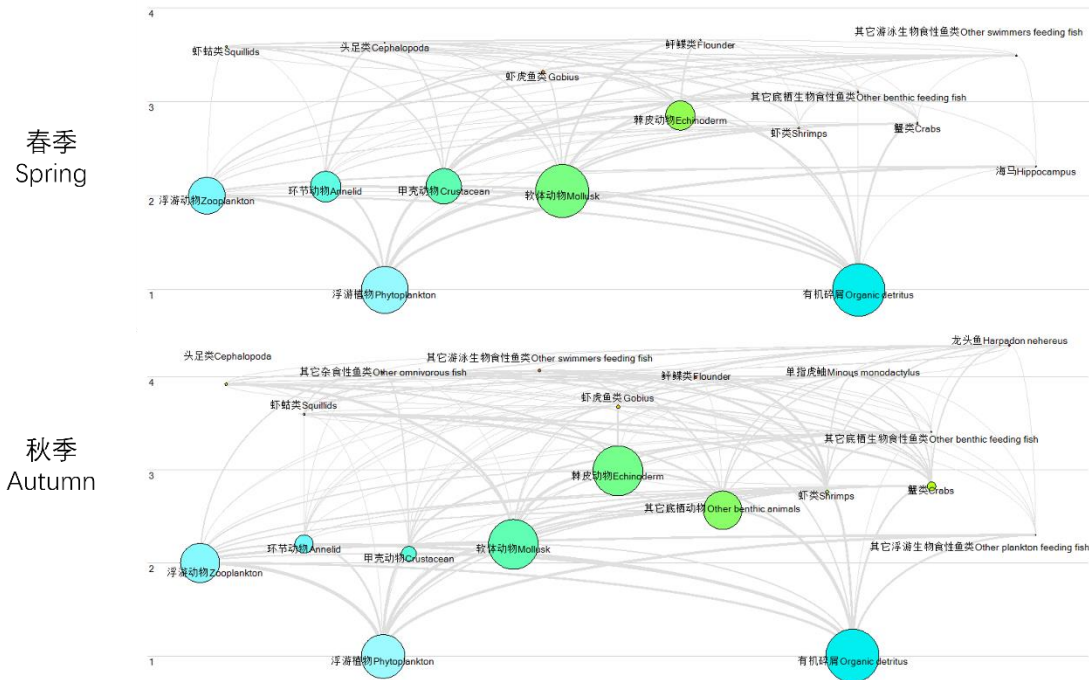 4
其它游泳生物食性鱼类Other swimmers feeding fish
虾蛄类Squillids
头足类Cephalopoda
鲆鲽类Flounder
虾虎鱼类Gobius
3
其它底栖生物食性鱼类Other benthic feeding fish
棘皮动物Echinoderm
虾类Shrimps
蟹类Crabs
春季
Spring
海马Hippocampus
环节动物Annelid
甲壳动物Crustacean
软体动物Mollusk
2
浮游动物Zooplankton
1
浮游植物Phytoplankton
有机碎屑Organic detritus
龙头鱼Harpadon nehereus
头足类Cephalopoda
其它游泳生物食性鱼类Other swimmers feeding fish
4
其它杂食性鱼类Other omnivorous fish
鲆鲽类Flounder
单指虎鲉Minous monodactylus
虾蛄类Squillids
虾虎鱼类Gobius
其它底栖生物食性鱼类Other benthic feeding fish
秋季
Autumn
3
棘皮动物Echinoderm
虾类Shrimps
蟹类Crabs
其它底栖动物Other benthic animals
环节动物Annelid
甲壳动物Crustacean
软体动物Mollusk
其它浮游生物食性鱼类Other plankton feeding fish
2
浮游动物Zooplankton
1
浮游植物Phytoplankton
有机碎屑Organic detritus